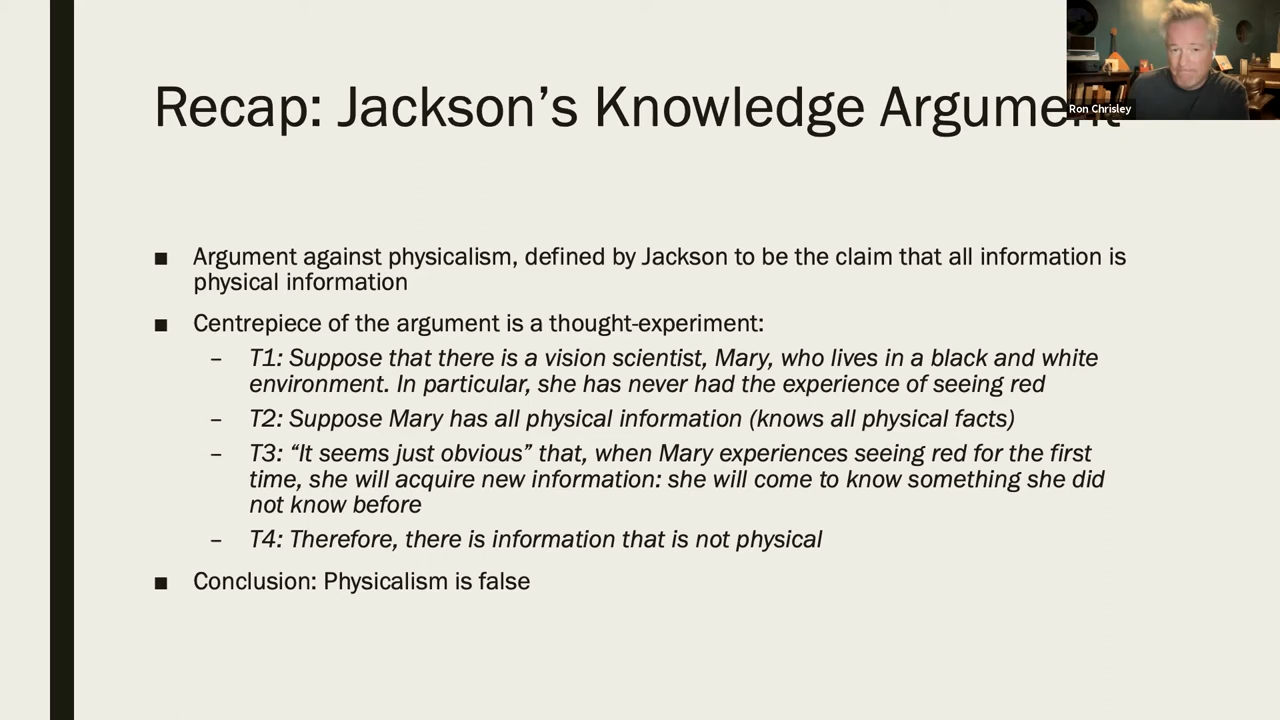 Recap: Jackson's Knowledge Argument
Ron Chrisley
■ Argument against physicalism, defined by Jackson to be the claim that all information is
physical information
■ Centrepiece of the argument is a thought-experiment:
– T1: Suppose that there is a vision scientist, Mary, who lives in a black and white
environment. In particular, she has never had the experience of seeing red
– T2: Suppose Mary has all physical information (knows all physical facts)
– T3: “It seems just obvious” that, when Mary experiences seeing red for the first
time, she will acquire new information: she will come to know something she did
not know before
– T4: Therefore, there is information that is not physical
■ Conclusion: Physicalism is false